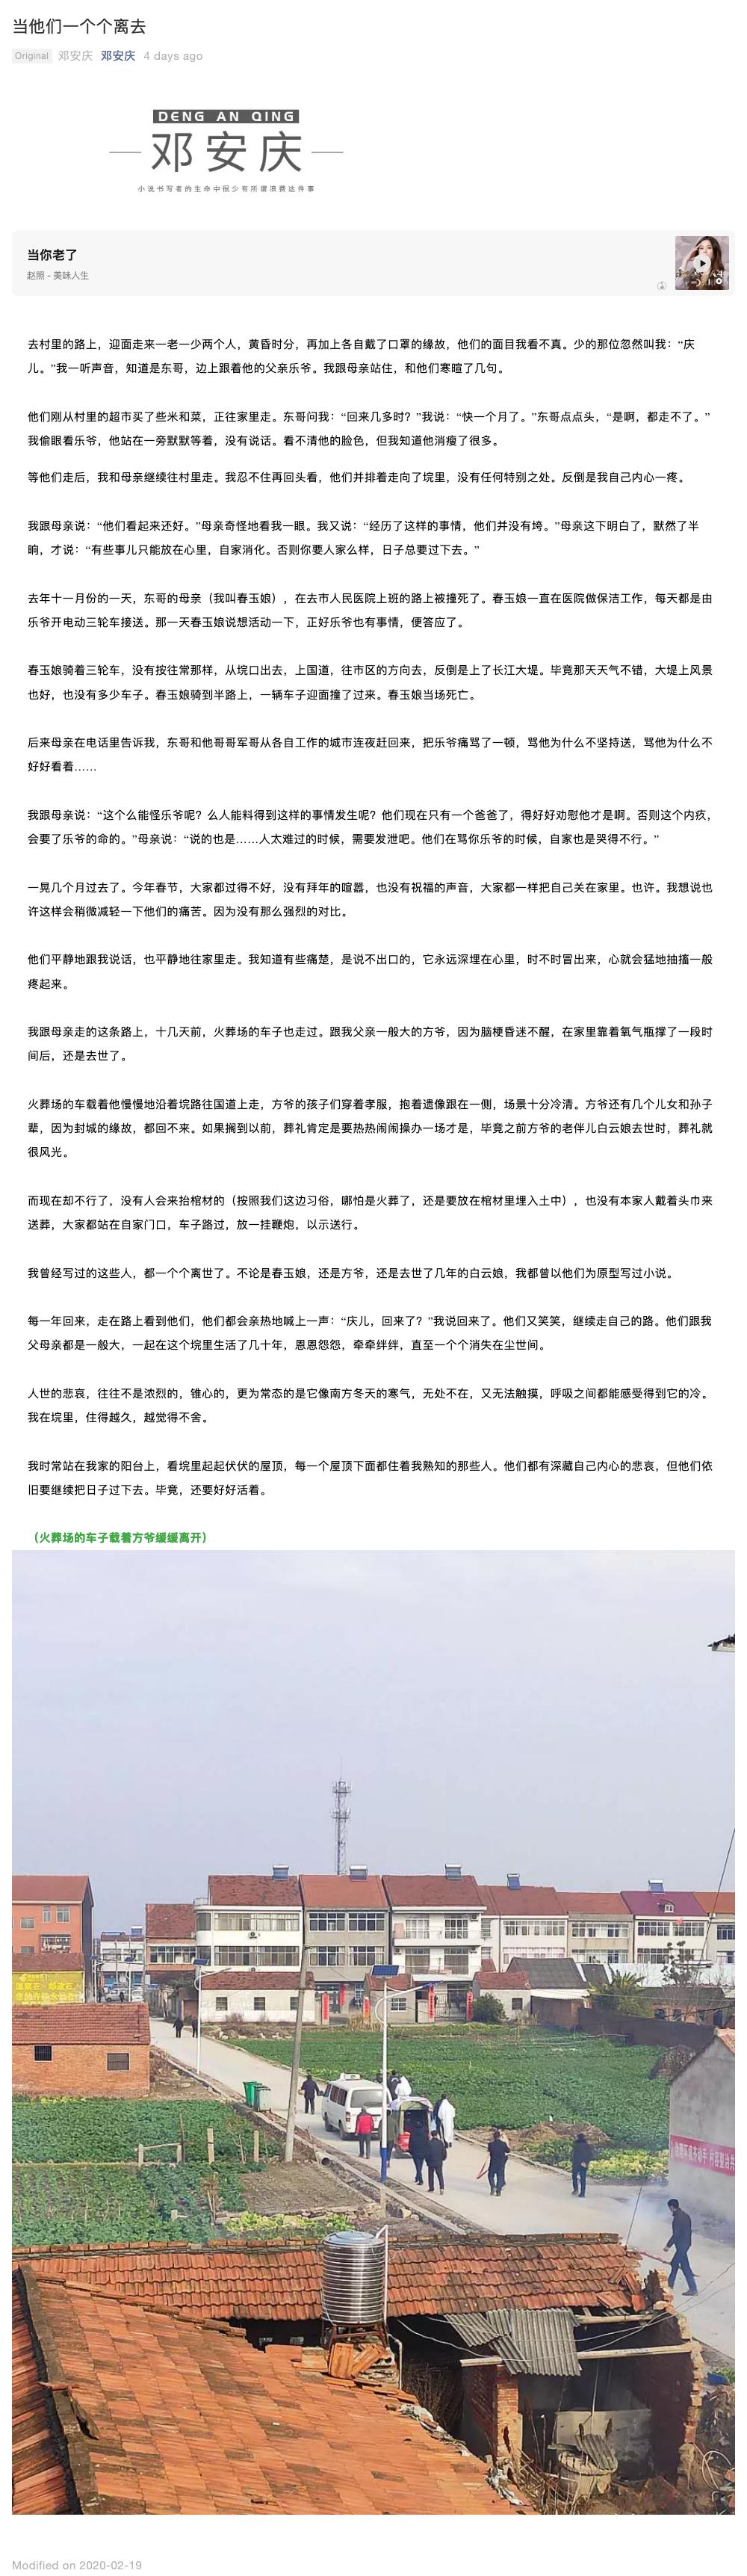 当他们一个个离去
Original 邓安庆 邓安庆 4 days ago
DENG AN QING
邓安庆
小说书写者的生命中很少有所谓浪费这件事
当你老了
赵照 - 美味人生
去村里的路上，迎面走来一老一少两个人，黄昏时分，再加上各自戴了口罩的缘故，他们的面目我看不真。少的那位忽然叫我：“庆
儿。”我一听声音，知道是东哥，边上跟着他的父亲乐爷。我跟母亲站住，和他们寒暄了几句。
他们刚从村里的超市买了些米和菜，正往家里走。东哥问我：“回来几多时？”我说：“快一个月了。”东哥点点头，“是啊，都走不了。”
我偷眼看乐爷，他站在一旁默默等着，没有说话。看不清他的脸色，但我知道他消瘦了很多。
等他们走后，我和母亲继续往村里走。我忍不住再回头看，他们并排着走向了垸里，没有任何特别之处。反倒是我自己内心一疼。
我跟母亲说：“他们看起来还好。”母亲奇怪地看我一眼。我又说：“经历了这样的事情，他们并没有垮。”母亲这下明白了，默然了半
晌，才说：“有些事儿只能放在心里，自家消化。否则你要人家么样，日子总要过下去。”
去年十一月份的一天，东哥的母亲（我叫春玉娘），在去市人民医院上班的路上被撞死了。春玉娘一直在医院做保洁工作，每天都是由
乐爷开电动三轮车接送。那一天春玉娘说想活动一下，正好乐爷也有事情，便答应了。
春玉娘骑着三轮车，没有按往常那样，从垸口出去，上国道，往市区的方向去，反倒是上了长江大堤。毕竟那天天气不错，大堤上风景
也好，也没有多少车子。春玉娘骑到半路上，一辆车子迎面撞了过来。春玉娘当场死亡。
后来母亲在电话里告诉我，东哥和他哥哥军哥从各自工作的城市连夜赶回来，把乐爷痛骂了一顿，骂他为什么不坚持送，骂他为什么不
好好看着……
我跟母亲说：“这个么能怪乐爷呢？么人能料得到这样的事情发生呢？他们现在只有一个爸爸了，得好好劝慰他才是啊。否则这个内疚，
会要了乐爷的命的。”母亲说：“说的也是……人太难过的时候，需要发泄吧。他们在骂你乐爷的时候，自家也是哭得不行。”
一晃几个月过去了。今年春节，大家都过得不好，没有拜年的喧嚣，也没有祝福的声音，大家都一样把自己关在家里。也许。我想说也
许这样会稍微减轻一下他们的痛苦。因为没有那么强烈的对比。
他们平静地跟我说话，也平静地往家里走。我知道有些痛楚，是说不出口的，它永远深埋在心里，时不时冒出来，心就会猛地抽搐一般
疼起来。
我跟母亲走的这条路上，十几天前，火葬场的车子也走过。跟我父亲一般大的方爷，因为脑梗昏迷不醒，在家里靠着氧气瓶撑了一段时
间后，还是去世了。
火葬场的车载着他慢慢地沿着垸路往国道上走，方爷的孩子们穿着孝服，抱着遗像跟在一侧，场景十分冷清。方爷还有几个儿女和孙子
辈，因为封城的缘故，都回不来。如果搁到以前，葬礼肯定是要热热闹闹操办一场才是，毕竟之前方爷的老伴儿白云娘去世时，葬礼就
很风光。
而现在却不行了，没有人会来抬棺材的（按照我们这边习俗，哪怕是火葬了，还是要放在棺材里埋入土中），也没有本家人戴着头巾来
送葬，大家都站在自家门口，车子路过，放一挂鞭炮，以示送行。
我曾经写过的这些人，都一个个离世了。不论是春玉娘，还是方爷，还是去世了几年的白云娘，我都曾以他们为原型写过小说。
每一年回来，走在路上看到他们，他们都会亲热地喊上一声：“庆儿，回来了？”我说回来了。他们又笑笑，继续走自己的路。他们跟我
父母亲都是一般大，一起在这个垸里生活了几十年，恩恩怨怨，牵牵绊绊，直至一个个消失在尘世间。
人世的悲哀，往往不是浓烈的，锥心的，更为常态的是它像南方冬天的寒气，无处不在，又无法触摸，呼吸之间都能感受得到它的冷。
我在垸里，住得越久，越觉得不舍。
我时常站在我家的阳台上，看垸里起起伏伏的屋顶，每一个屋顶下面都住着我熟知的那些人。他们都有深藏自己内心的悲哀，但他们依
旧要继续把日子过下去。毕竟，还要好好活着。
（火葬场的车子载着方爷缓缓离开）
Modified on 2020-02-19